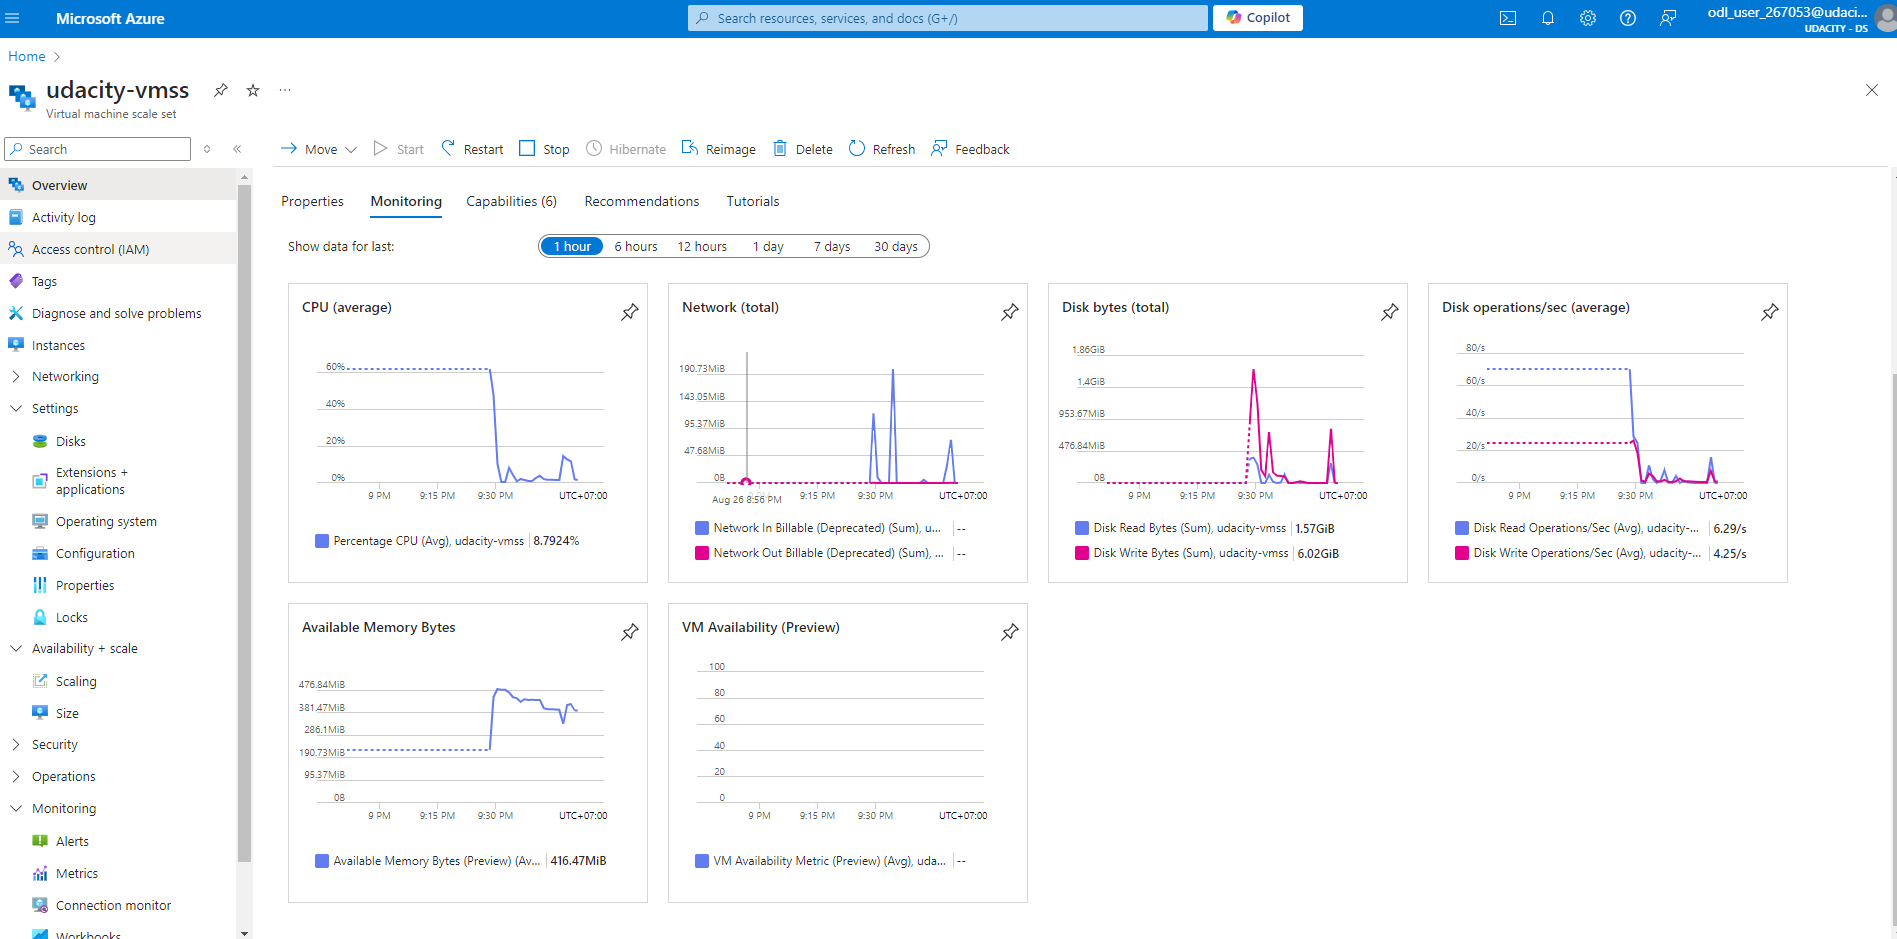 Microsoft Azure
Search resources, services, and docs (G+/)
Copilot
odl_user_267053@udaci...
UDACITY - DS
Home
udacity-vmss
Virtual machine scale set
Search
Move
Start
Restart
Stop
Hibernate
Reimage
Delete
Refresh
Feedback
Overview
Activity log
Access control (IAM)
Tags
Diagnose and solve problems
Instances
Networking
Settings
Disks
Extensions +
applications
Operating system
Configuration
Properties
Locks
Availability + scale
Scaling
Size
Security
Operations
Monitoring
Alerts
Metrics
Connection monitor
Workbooks
Properties
Monitoring
Capabilities (6)
Recommendations
Tutorials
Show data for last:
1 hour
6 hours
12 hours
1 day
7 days
30 days
CPU (average)
60%
40%
20%
0%
9 PM
9:15 PM
9:30 PM
UTC+07:00
Percentage CPU (Avg), udacity-vmss
8.7924%
Network (total)
190.73MiB
143.05MiB
95.37MiB
47.68MiB
0B
Aug 26 8:56 PM
9:15 PM
9:30 PM
UTC+07:00
Network In Billable (Deprecated) (Sum), u...
--
Network Out Billable (Deprecated) (Sum), ...
--
Disk bytes (total)
1.86GiB
1.4GiB
953.67MiB
476.84MiB
0B
9 PM
9:15 PM
9:30 PM
UTC+07:00
Disk Read Bytes (Sum), udacity-vmss
1.57GiB
Disk Write Bytes (Sum), udacity-vmss
6.02GiB
Disk operations/sec (average)
80/s
60/s
40/s
20/s
0/s
9 PM
9:15 PM
9:30 PM
UTC+07:00
Disk Read Operations/Sec (Avg), udacity-...
6.29/s
Disk Write Operations/Sec (Avg), udacity-...
4.25/s
Available Memory Bytes
476.84MiB
381.47MiB
286.1MiB
190.73MiB
95.37MiB
0B
9 PM
9:15 PM
9:30 PM
UTC+07:00
Available Memory Bytes (Preview) (Av...
416.47MiB
VM Availability (Preview)
100
80
60
40
20
0
9 PM
9:15 PM
9:30 PM
UTC+07:00
VM Availability Metric (Preview) (Avg), uda...
--